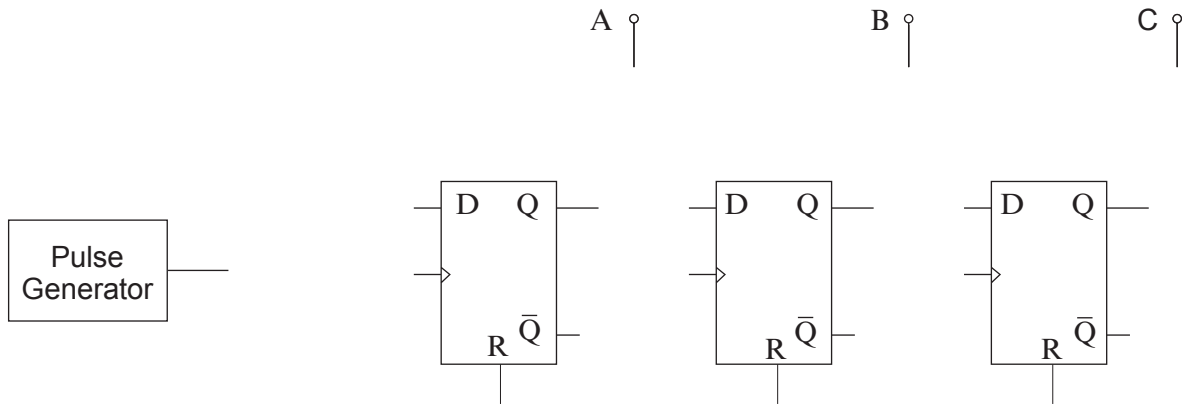 A B C
D Q D Q D Q
Pulse
Generator
Q̅ Q̅ Q̅
R R R